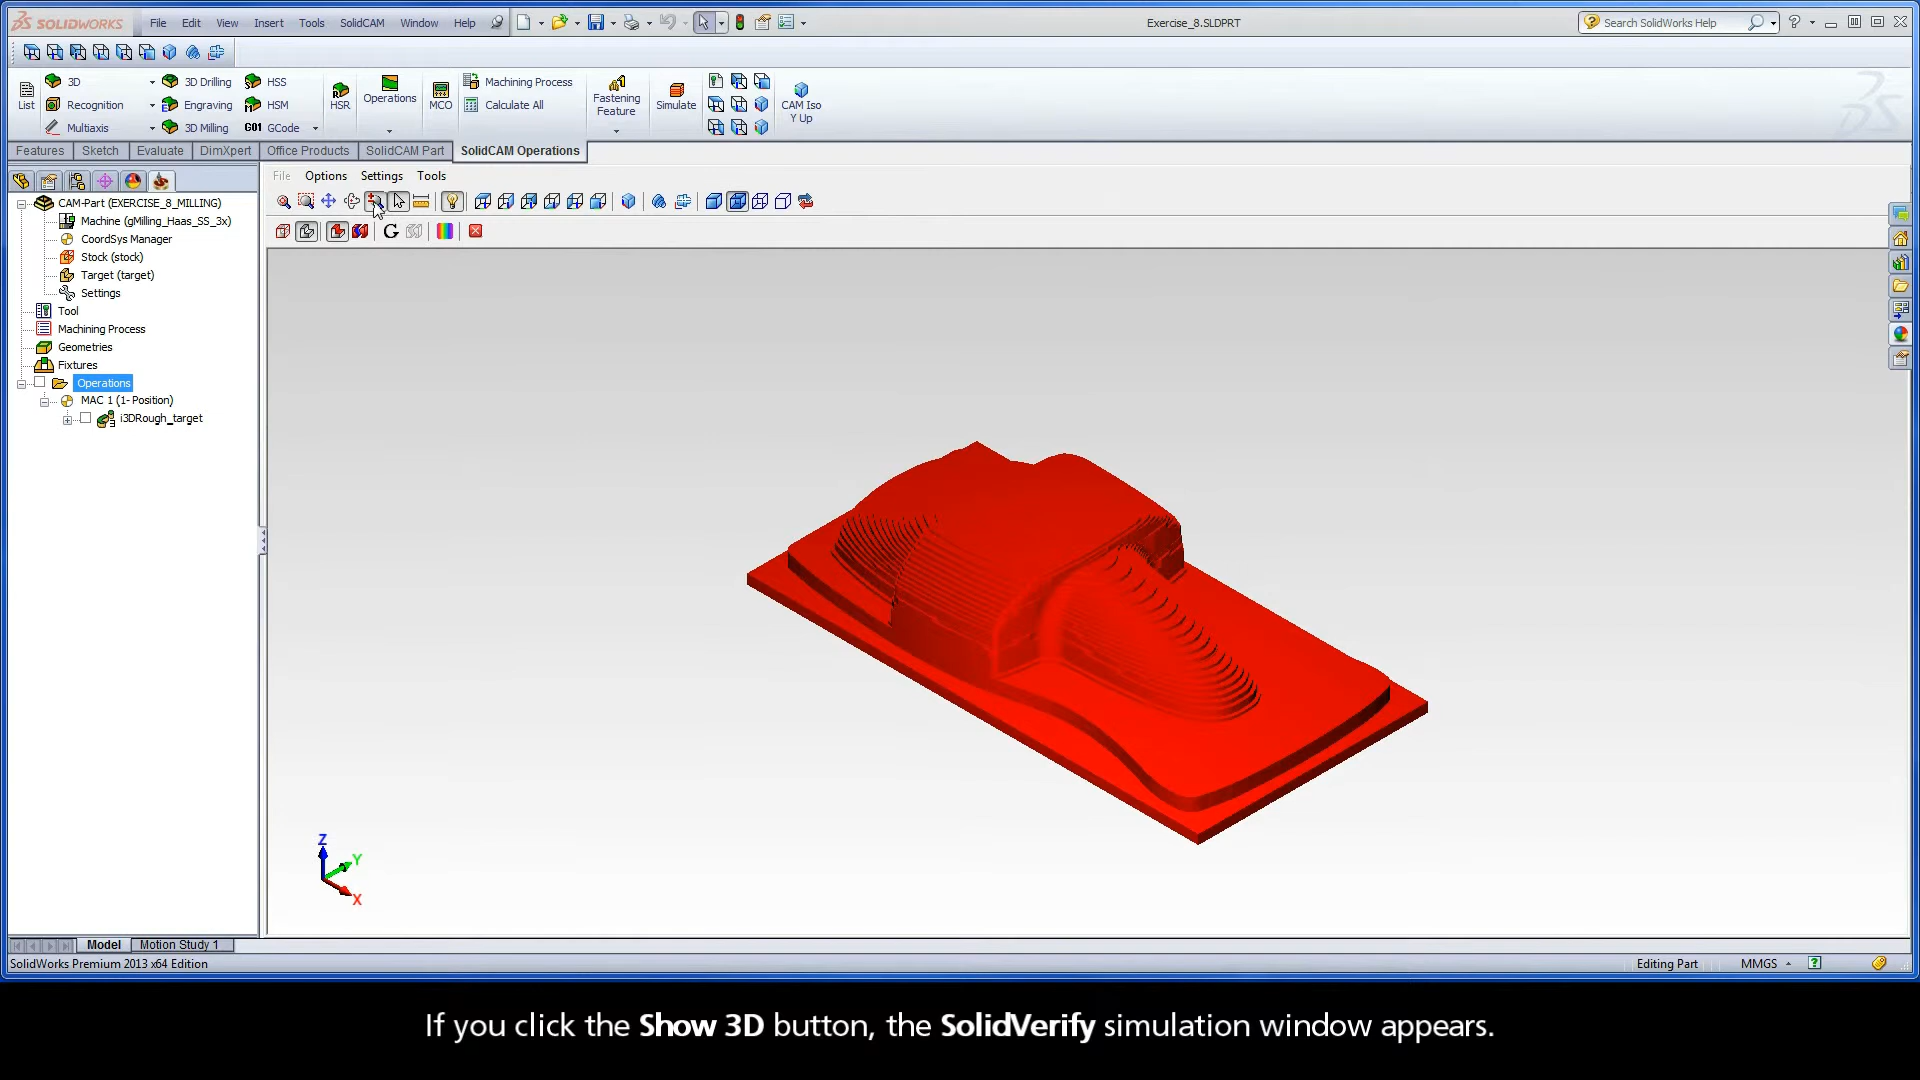 SOLIDWORKS File Edit View Insert Tools SolidCAM Window Help Exercise_8.SLDPRT Search SolidWorks Help
List 3D 3D Drilling HSS HSR Operations MCO Machining Process Fastening Feature Simulate CAM Iso Y Up
Recognition Engraving HSM Calculate All
Multiaxis 3D Milling G01 GCode
Features Sketch Evaluate DimXpert Office Products SolidCAM Part SolidCAM Operations
File Options Settings Tools
CAM-Part (EXERCISE_8_MILLING)
Machine (gMilling_Haas_SS_3x)
CoordSys Manager
Stock (stock)
Target (target)
Settings
Tool
Machining Process
Geometries
Fixtures
Operations
MAC 1 (1- Position)
i3DRough_target
Z
Y
X
Model Motion Study 1
SolidWorks Premium 2013 x64 Edition Editing Part MMGS
If you click the Show 3D button, the SolidVerify simulation window appears.